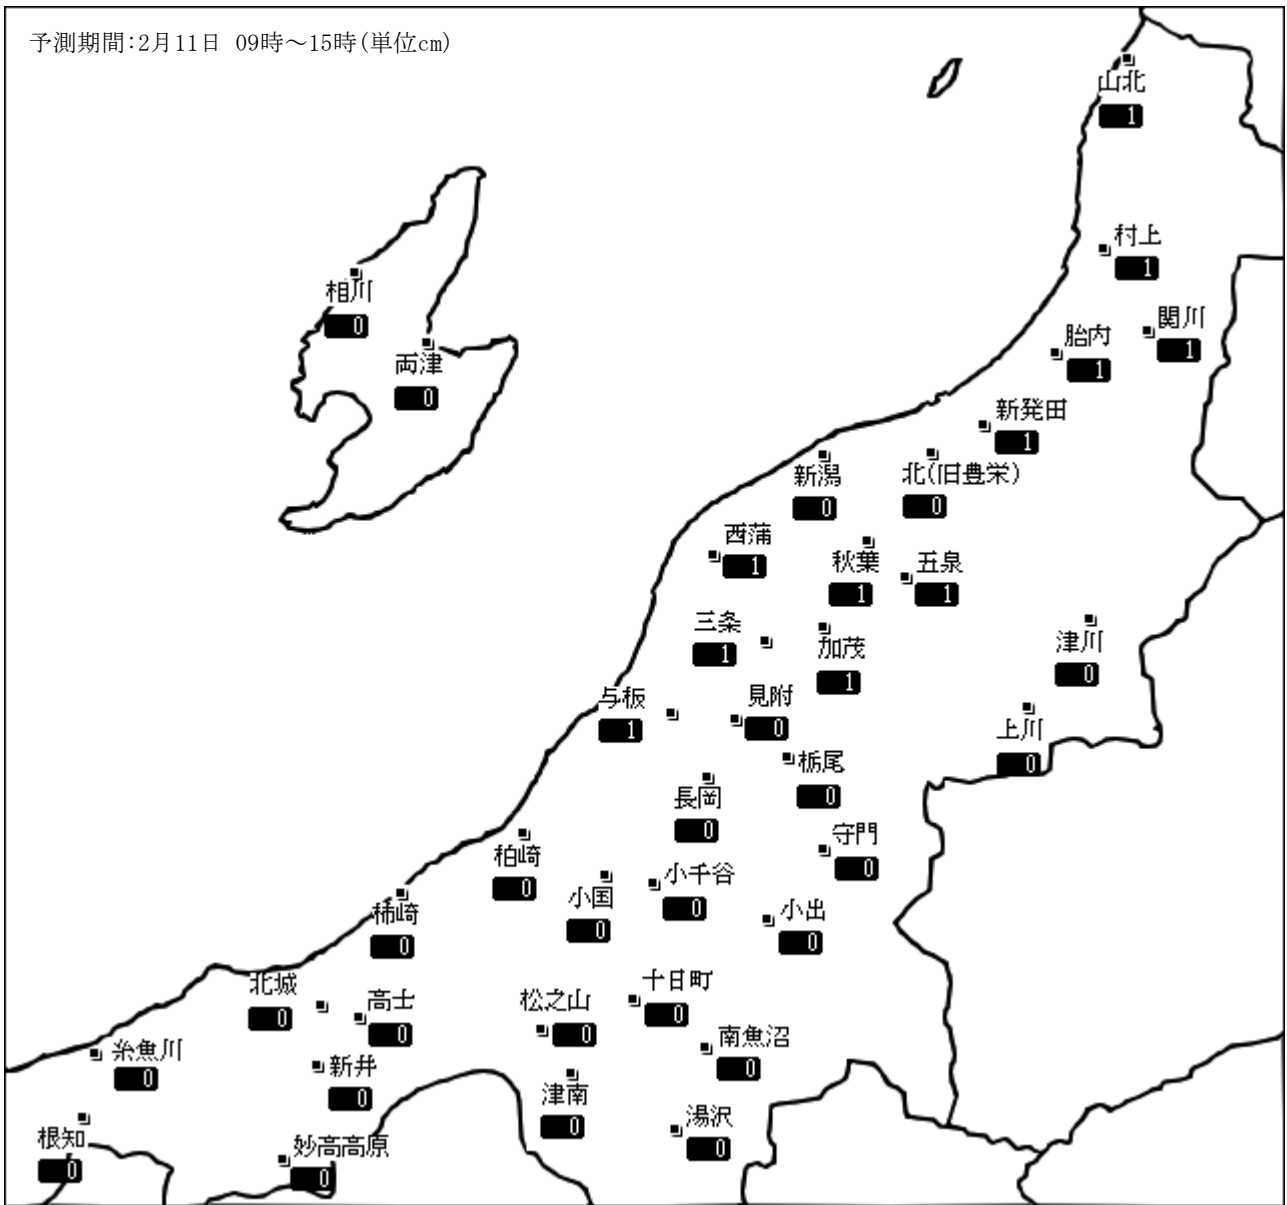 予測期間:2月11日 09時～15時(単位cm)
山北
1
村上
1
相川
0
関川
1
胎内
1
両津
0
新発田
1
新潟
0
北(旧豊栄)
0
西蒲
1
秋葉
1
五泉
1
三条
1
加茂
1
津川
0
与板
1
見附
0
上川
0
栃尾
0
長岡
0
守門
0
柏崎
0
小千谷
0
小国
0
小出
0
柿崎
0
北城
0
高士
0
松之山
0
十日町
0
南魚沼
0
糸魚川
0
新井
0
津南
0
湯沢
0
根知
0
妙高高原
0